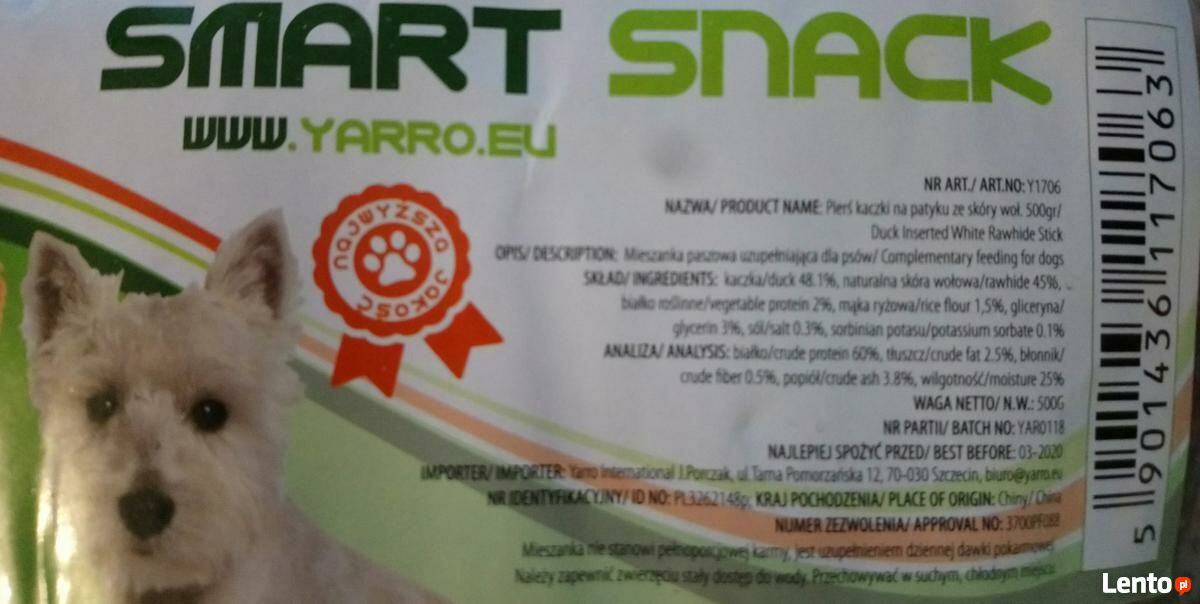 SMART SNACK
WWW.YARRO.EU
NAJWYŻSZA JAKOŚĆ
NR ART./ ART.NO: Y1706
NAZWA/ PRODUCT NAME: Pierś kaczki na patyku ze skóry woł. 500gr/
Duck Inserted White Rawhide Stick
OPIS/ DESCRIPTION: Mieszanka paszowa uzupełniająca dla psów/ Complementary feeding for dogs
SKŁAD/ INGREDIENTS: kaczka/duck 48.1%, naturalna skóra wołowa/rawhide 45%,
białko roślinne/vegetable protein 2%, mąka ryżowa/rice flour 1,5%, gliceryna/
glycerin 3%, sól/salt 0.3%, sorbinian potasu/potassium sorbate 0.1%
ANALIZA/ ANALYSIS: białko/crude protein 60%, tłuszcz/crude fat 2.5%, błonnik/
crude fiber 0.5%, popiół/crude ash 3.8%, wilgotność/moisture 25%
WAGA NETTO/ N.W.: 500G
NR PARTII/ BATCH NO: YAR0118
NAJLEPIEJ SPOŻYĆ PRZED/ BEST BEFORE: 03-2020
IMPORTER/ IMPORTER: Yarro International J.Porczak, ul. Tama Pomorzańska 12, 70-030 Szczecin, biuro@yarro.eu
NR IDENTYFIKACYJNY/ ID NO: PL3262148p, KRAJ POCHODZENIA/ PLACE OF ORIGIN: Chiny/ China
NUMER ZEZWOLENIA/ APPROVAL NO: 3700PF088
Mieszanka nie stanowi pełnoporcjowej karmy, jest uzupełnieniem dziennej dawki pokarmowej.
Należy zapewnić zwierzęciu stały dostęp do wody. Przechowywać w suchym, chłodnym miejscu.
5 901436 117063
Lento.pl